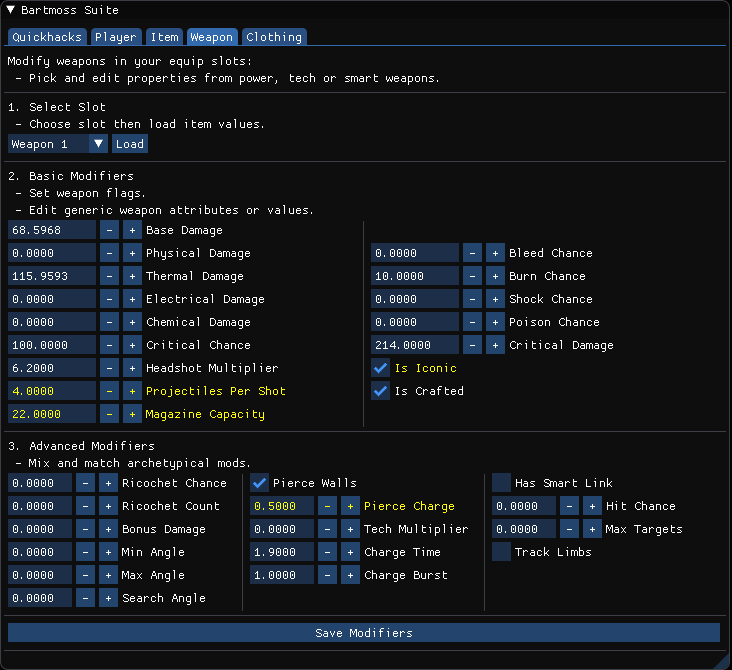 Bartmoss Suite
Quickhacks Player Item Weapon Clothing
Modify weapons in your equip slots:
- Pick and edit properties from power, tech or smart weapons.
1. Select Slot
- Choose slot then load item values.
Weapon 1 Load
2. Basic Modifiers
- Set weapon flags.
- Edit generic weapon attributes or values.
68.5968 - + Base Damage
0.0000 - + Physical Damage
115.9593 - + Thermal Damage
0.0000 - + Electrical Damage
0.0000 - + Chemical Damage
100.0000 - + Critical Chance
6.2000 - + Headshot Multiplier
4.0000 - + Projectiles Per Shot
22.0000 - + Magazine Capacity
0.0000 - + Bleed Chance
10.0000 - + Burn Chance
0.0000 - + Shock Chance
0.0000 - + Poison Chance
214.0000 - + Critical Damage
Is Iconic
Is Crafted
3. Advanced Modifiers
- Mix and match archetypical mods.
0.0000 - + Ricochet Chance
0.0000 - + Ricochet Count
0.0000 - + Bonus Damage
0.0000 - + Min Angle
0.0000 - + Max Angle
0.0000 - + Search Angle
Pierce Walls
0.5000 - + Pierce Charge
0.0000 - + Tech Multiplier
1.9000 - + Charge Time
1.0000 - + Charge Burst
Has Smart Link
0.0000 - + Hit Chance
0.0000 - + Max Targets
Track Limbs
Save Modifiers